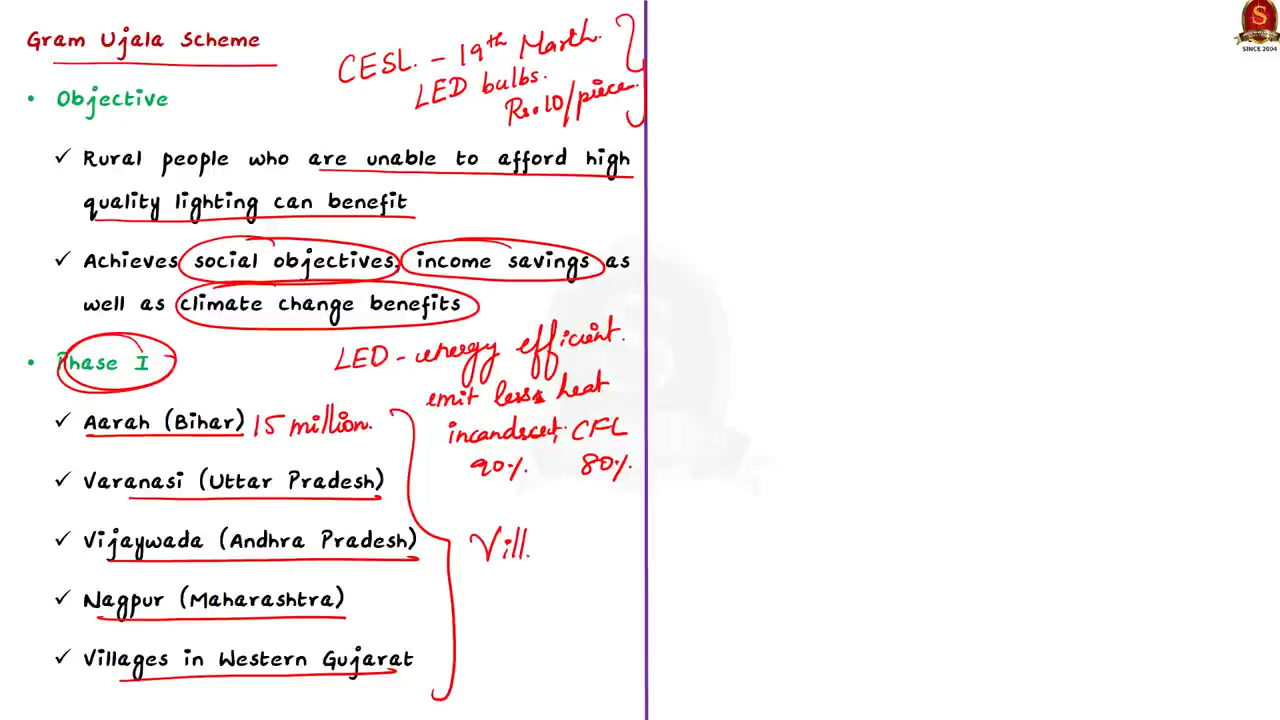 Gram Ujala Scheme
CESL. - 19th March.
LED bulbs.
Rs.10/piece.
• Objective
✓ Rural people who are unable to afford high
quality lighting can benefit
✓ Achieves social objectives, income savings as
well as climate change benefits
LED - energy efficient.
emit less heat
incandscent, CFL
90%. 80%.
• Phase I
✓ Aarah (Bihar) 15 million.
✓ Varanasi (Uttar Pradesh)
✓ Vijaywada (Andhra Pradesh)
Vill.
✓ Nagpur (Maharashtra)
✓ Villages in Western Gujarat
S
SINCE 2004